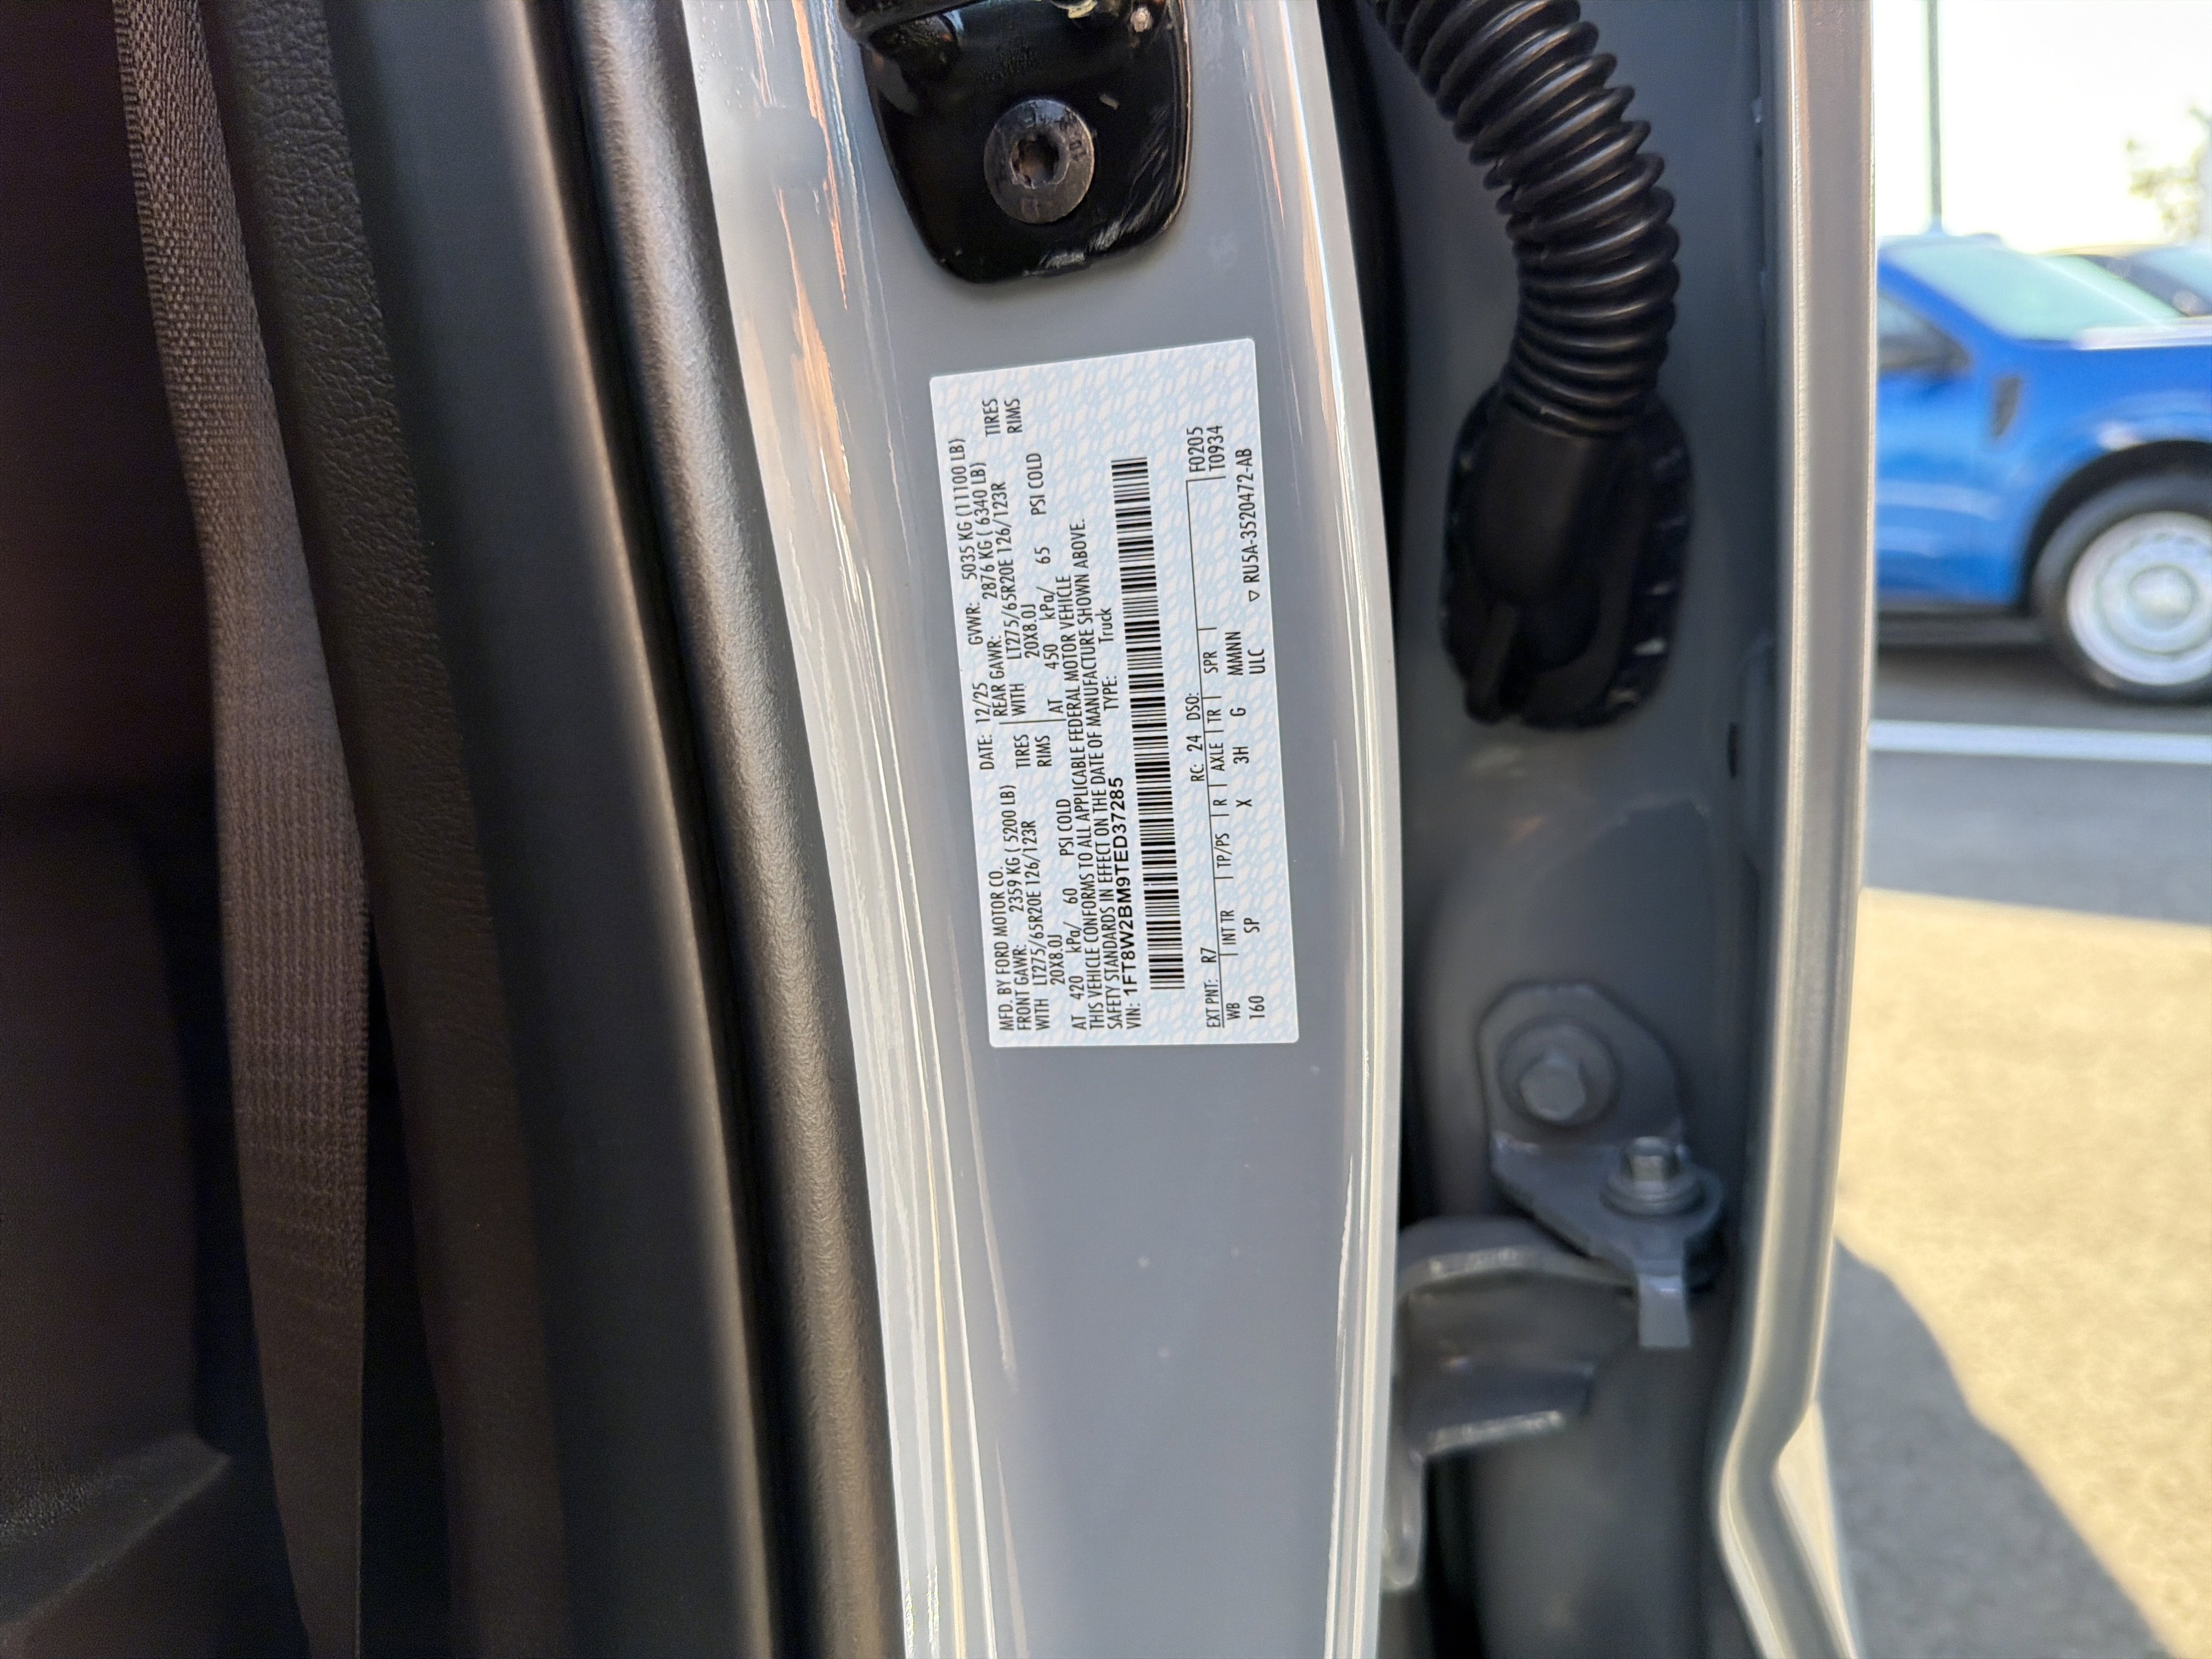 MFD. BY FORD MOTOR CO. DATE: 12/25 GVWR: 5035 KG (11100 LB)
FRONT GAWR: 2359 KG ( 5200 LB) REAR GAWR: 2876 KG ( 6340 LB)
WITH LT275/65R20E 126/123R TIRES WITH LT275/65R20E 126/123R TIRES
20X8.0J RIMS 20X8.0J RIMS
AT 420 kPa/ 60 PSI COLD AT 450 kPa/ 65 PSI COLD
THIS VEHICLE CONFORMS TO ALL APPLICABLE FEDERAL MOTOR VEHICLE
SAFETY STANDARDS IN EFFECT ON THE DATE OF MANUFACTURE SHOWN ABOVE.
VIN: 1FT8W2BM9TED37285 TYPE: Truck
F0205
EXT PNT: R7 RC: 24 DSO: T0934
WB INT TR TP/PS R AXLE TR SPR
160 SP X 3H G MMNN
ULC ▽ RU5A-3520472-AB